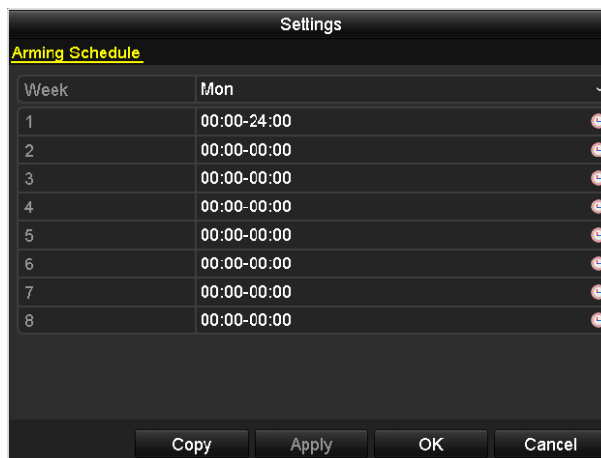 Settings
Arming Schedule
Week Mon
1 00:00-24:00
2 00:00-00:00
3 00:00-00:00
4 00:00-00:00
5 00:00-00:00
6 00:00-00:00
7 00:00-00:00
8 00:00-00:00
Copy Apply OK Cancel